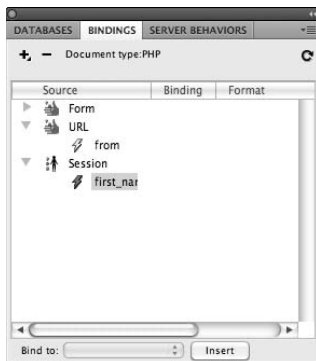 DATABASES BINDINGS SERVER BEHAVIORS
Document type:PHP
Source Binding Format
Form
URL
from
Session
first_nar
Bind to: Insert